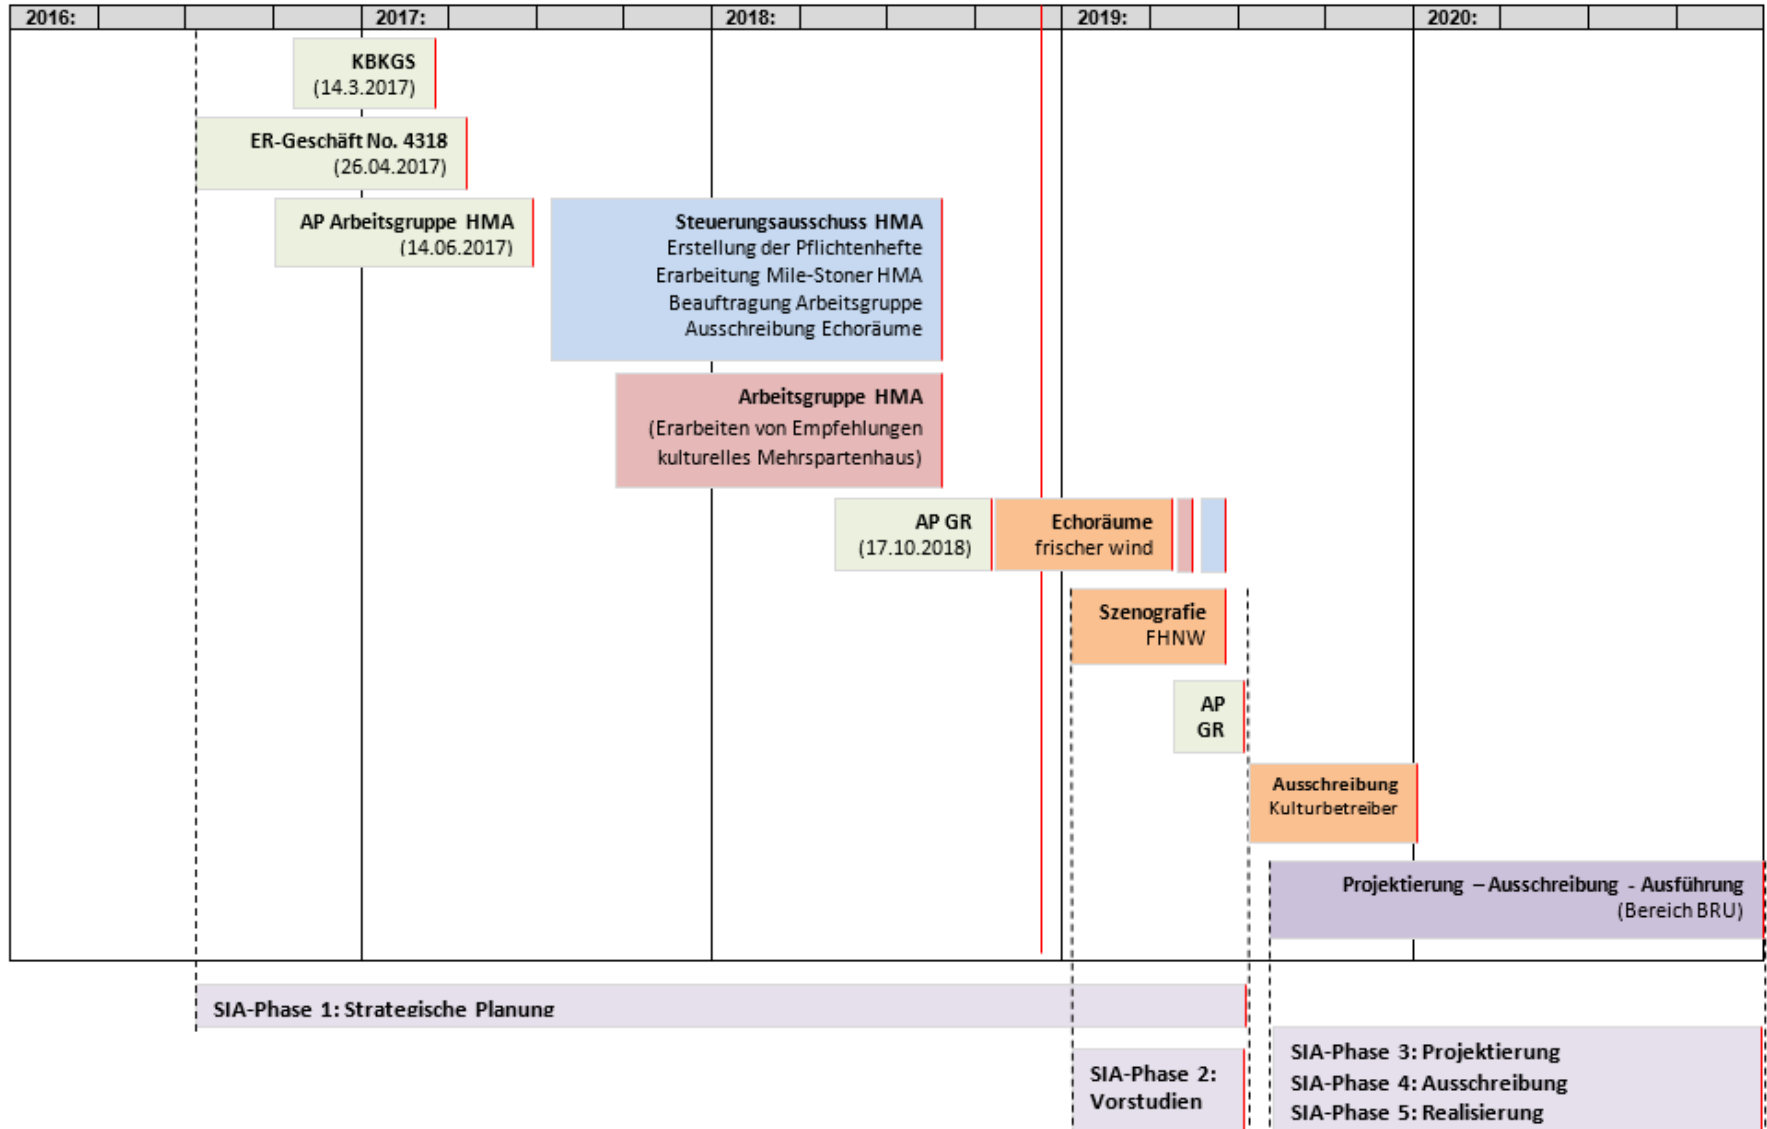 2016:
2017:
2018:
2019:
2020:
KBKGS
(14.3.2017)
ER-Geschäft No. 4318
(26.04.2017)
AP Arbeitsgruppe HMA
(14.06.2017)
Steuerungsausschuss HMA
Erstellung der Pflichtenhefte
Erarbeitung Mile-Stoner HMA
Beauftragung Arbeitsgruppe
Ausschreibung Echoräume
Arbeitsgruppe HMA
(Erarbeiten von Empfehlungen
kulturelles Mehrspartenhaus)
AP GR
(17.10.2018)
Echoräume
frischer wind
Szenografie
FHNW
AP
GR
Ausschreibung
Kulturbetreiber
Projektierung – Ausschreibung - Ausführung
(Bereich BRU)
SIA-Phase 1: Strategische Planung
SIA-Phase 2:
Vorstudien
SIA-Phase 3: Projektierung
SIA-Phase 4: Ausschreibung
SIA-Phase 5: Realisierung